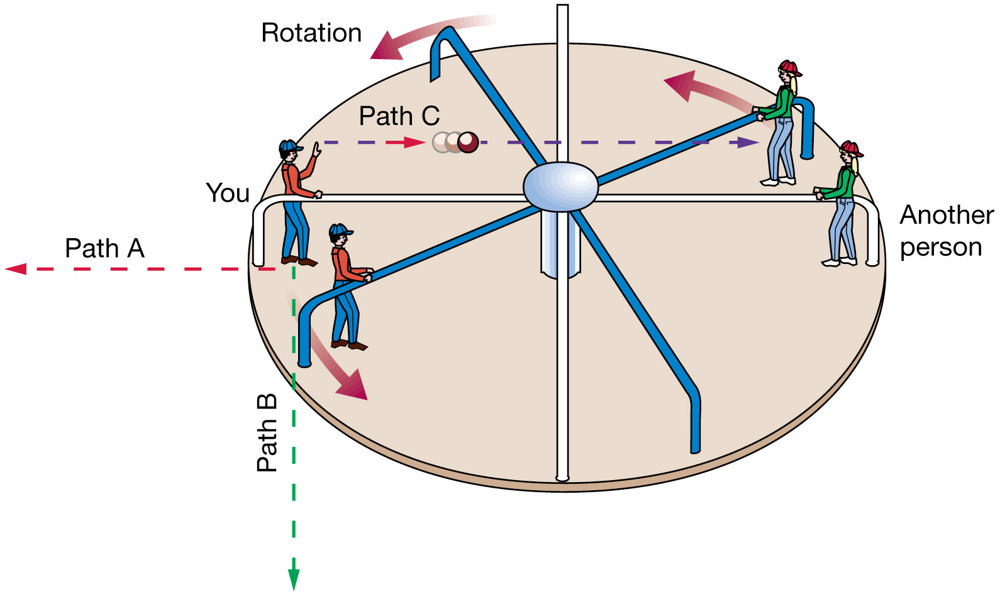 Rotation
Path C
You
Another
person
Path A
Path B